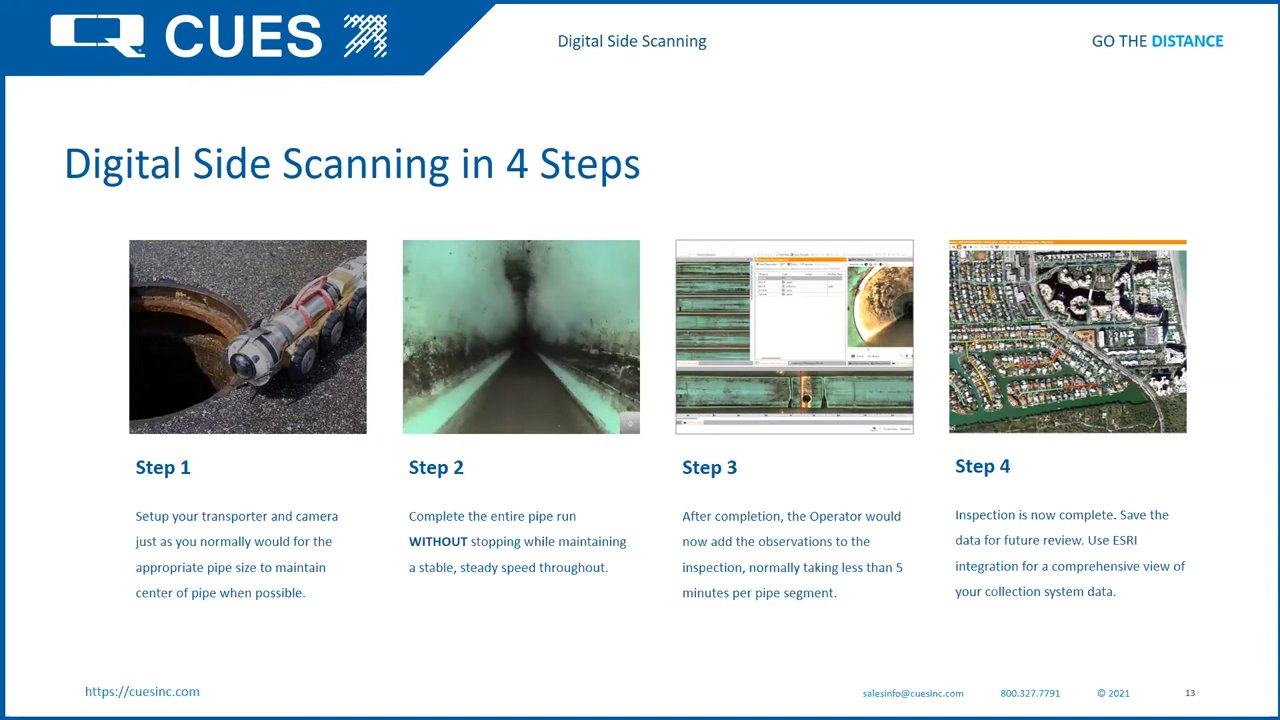 CUES
Digital Side Scanning
GO THE DISTANCE
Digital Side Scanning in 4 Steps
Step 1
Setup your transporter and camera
just as you normally would for the
appropriate pipe size to maintain
center of pipe when possible.
Step 2
Complete the entire pipe run
WITHOUT stopping while maintaining
a stable, steady speed throughout.
Step 3
After completion, the Operator would
now add the observations to the
inspection, normally taking less than 5
minutes per pipe segment.
Step 4
Inspection is now complete. Save the
data for future review. Use ESRI
integration for a comprehensive view of
your collection system data.
https://cuesinc.com
salesinfo@cuesinc.com
800.327.7791
© 2021
13